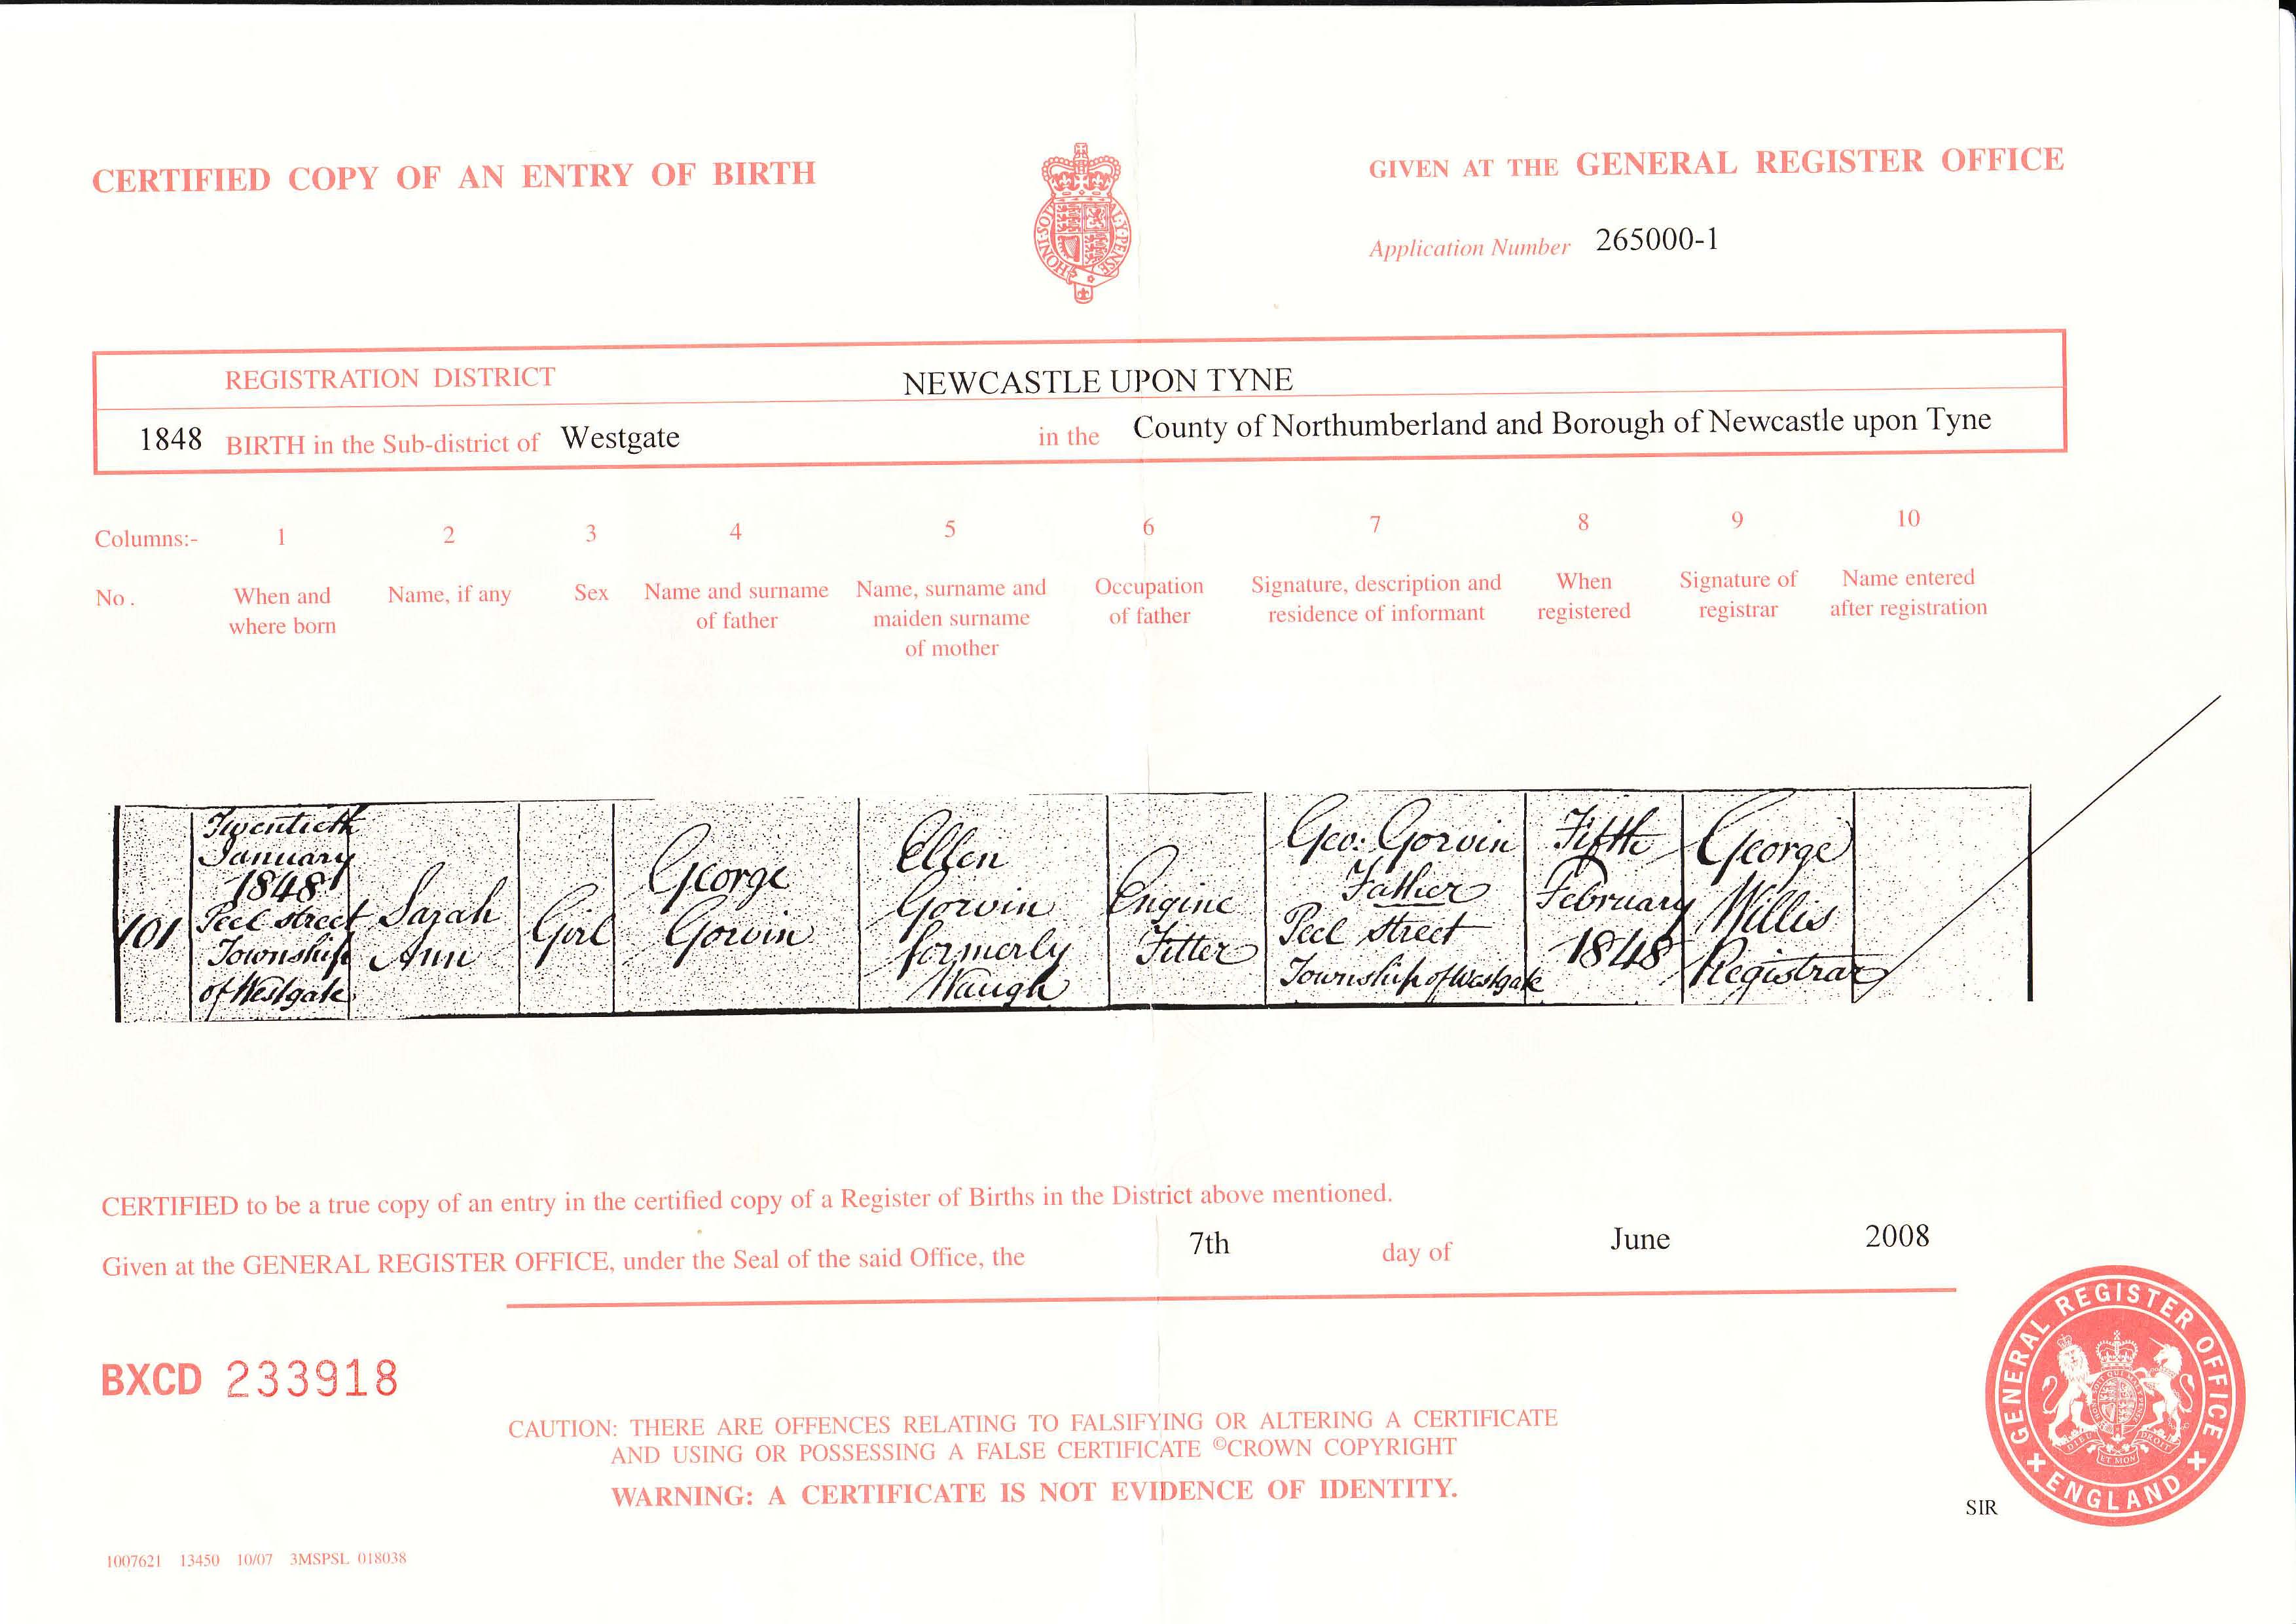 CERTIFIED COPY OF AN ENTRY OF BIRTH
HONI·SOIT
AL·Y·PENSE
GIVEN AT THE GENERAL REGISTER OFFICE
Application Number 265000-1
REGISTRATION DISTRICT NEWCASTLE UPON TYNE
1848 BIRTH in the Sub-district of Westgate in the County of Northumberland and Borough of Newcastle upon Tyne
Columns:- 1 2 3 4 5 6 7 8 9 10
No. When and where born
Name, if any
Sex
Name and surname of father
Name, surname and maiden surname of mother
Occupation of father
Signature, description and residence of informant
When registered
Signature of registrar
Name entered after registration
101
Twentieth
January
1848
Peel street
Township
of Westgate
Sarah
Ann
Girl
George
Gorvin
Ellen
Gorvin
formerly
Waugh
Engine
Fitter
Geo: Gorvin
Father
Peel street
Township of Westgate
Fifth
February
1848
George
Willis
Registrar
CERTIFIED to be a true copy of an entry in the certified copy of a Register of Births in the District above mentioned.
Given at the GENERAL REGISTER OFFICE, under the Seal of the said Office, the 7th day of June 2008
BXCD 233918
CAUTION: THERE ARE OFFENCES RELATING TO FALSIFYING OR ALTERING A CERTIFICATE
AND USING OR POSSESSING A FALSE CERTIFICATE ©CROWN COPYRIGHT
WARNING: A CERTIFICATE IS NOT EVIDENCE OF IDENTITY.
GENERAL REGISTER OFFICE
ENGLAND
DIEU ET MON DROIT
SIR
1007621 13450 10/07 3MSPSL 018038